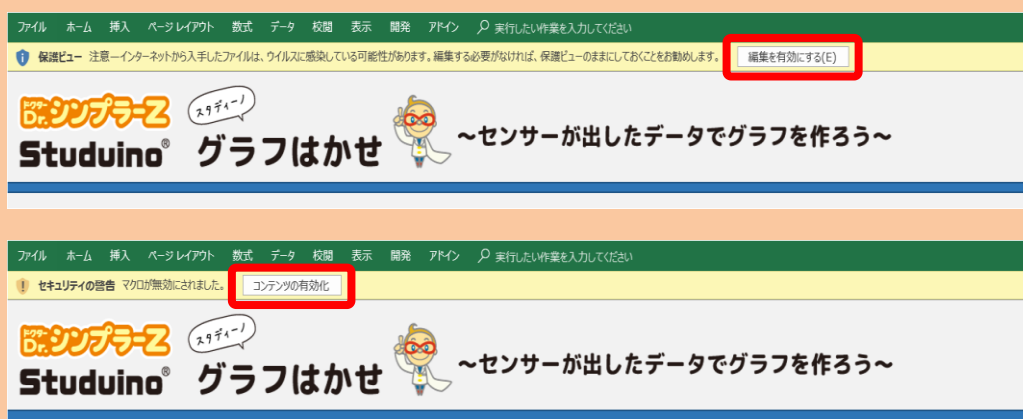 ファイル ホーム 挿入 ページレイアウト 数式 データ 校閲 表示 開発 アドイン 実行したい作業を入力してください
保護ビュー 注意―インターネットから入手したファイルは、ウイルスに感染している可能性があります。編集する必要がなければ、保護ビューのままにしておくことをお勧めします。 編集を有効にする(E)
ドクター
Dr.シンプラーZ
スタディーノ
Studuino® グラフはかせ ～センサーが出したデータでグラフを作ろう～
ファイル ホーム 挿入 ページレイアウト 数式 データ 校閲 表示 開発 アドイン 実行したい作業を入力してください
セキュリティの警告 マクロが無効にされました。 コンテンツの有効化
ドクター
Dr.シンプラーZ
スタディーノ
Studuino® グラフはかせ ～センサーが出したデータでグラフを作ろう～